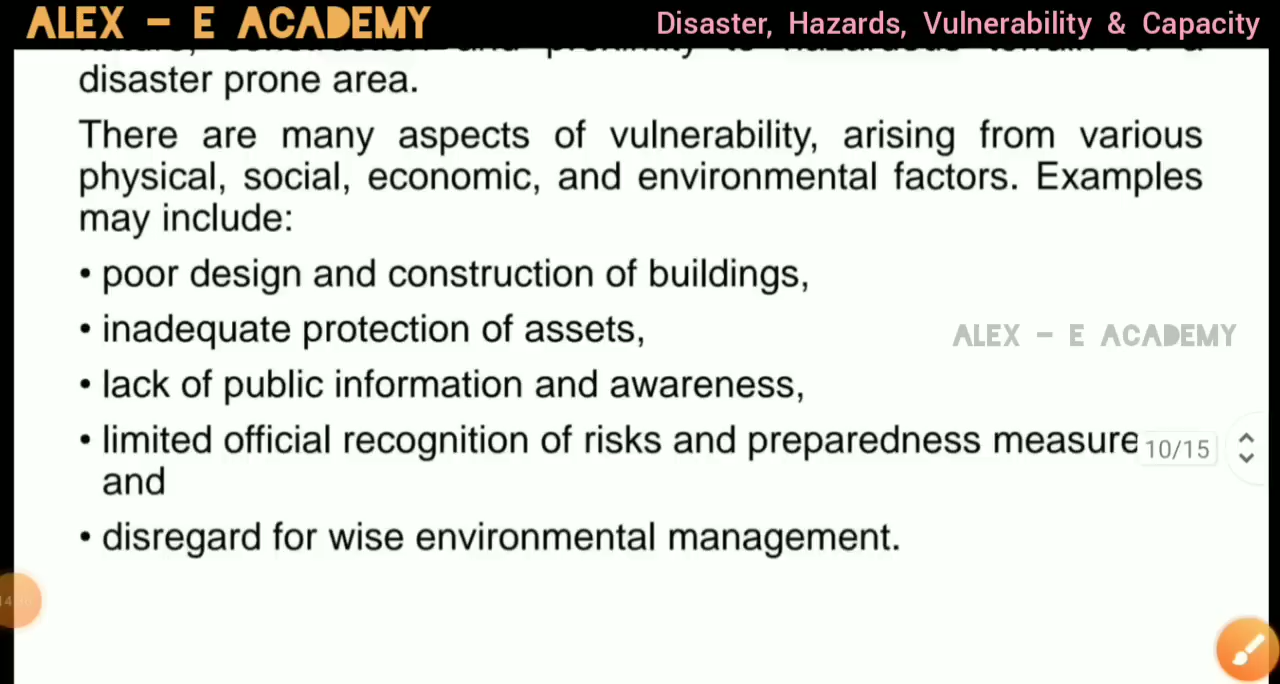 ALEX - E ACADEMY
Disaster, Hazards, Vulnerability & Capacity
disaster prone area.
There are many aspects of vulnerability, arising from various
physical, social, economic, and environmental factors. Examples
may include:
• poor design and construction of buildings,
• inadequate protection of assets,
ALEX - E ACADEMY
• lack of public information and awareness,
• limited official recognition of risks and preparedness measure
10/15
and
• disregard for wise environmental management.